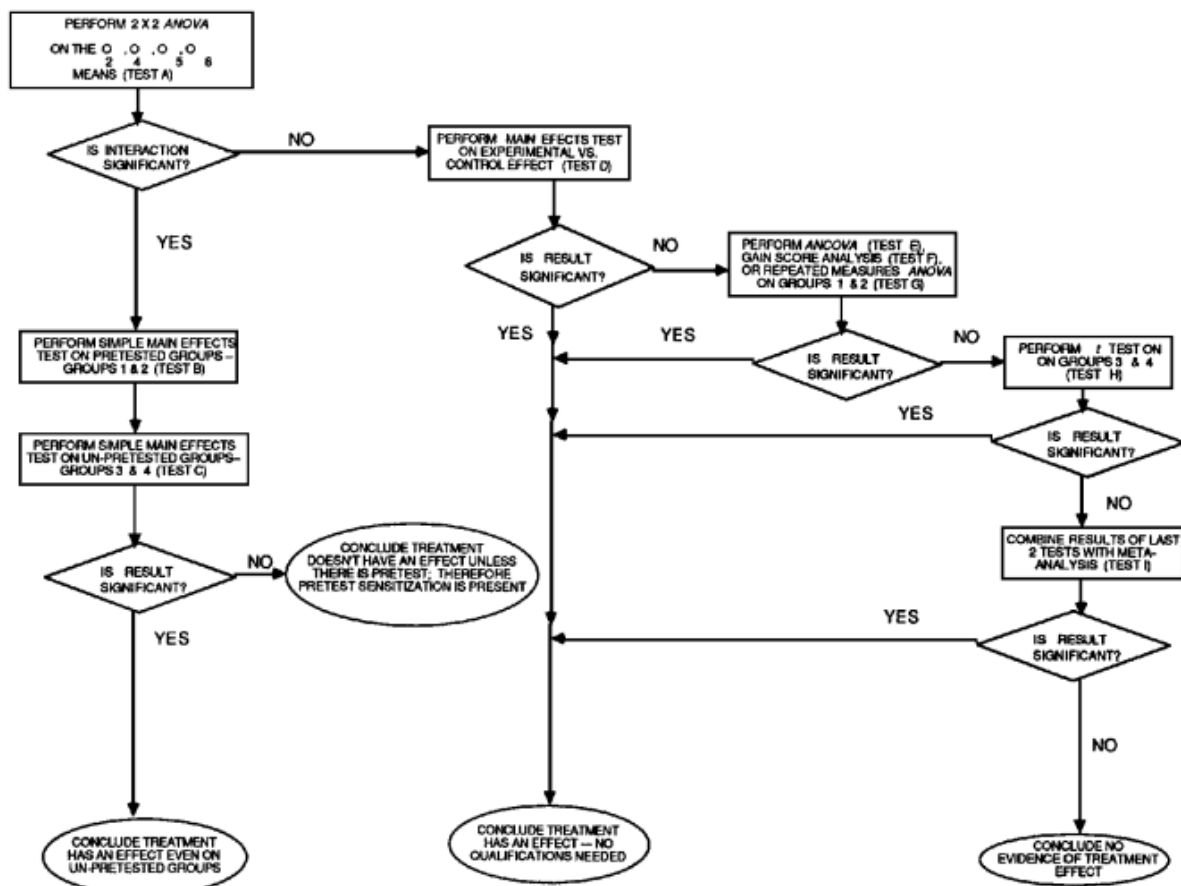 PERFORM 2 X 2 ANOVA
ON THE O ,O ,O ,O
2 4 5 6
MEANS (TEST A)
IS INTERACTION
SIGNIFICANT?
NO
PERFORM MAIN EFECTS TEST
ON EXPERIMENTAL VS.
CONTROL EFFECT (TEST D)
YES
IS RESULT
SIGNIFICANT?
NO
PERFORM ANCOVA (TEST E),
GAIN SCORE ANALYSIS (TEST F),
OR REPEATED MEASURES ANOVA
ON GROUPS 1 & 2 (TEST G)
YES
PERFORM SIMPLE MAIN EFFECTS
TEST ON PRETESTED GROUPS –
GROUPS 1 & 2 (TEST B)
YES
IS RESULT
SIGNIFICANT?
NO
PERFORM t TEST ON
ON GROUPS 3 & 4
(TEST H)
PERFORM SIMPLE MAIN EFFECTS
TEST ON UN-PRETESTED GROUPS–
GROUPS 3 & 4 (TEST C)
YES
IS RESULT
SIGNIFICANT?
NO
IS RESULT
SIGNIFICANT?
NO
CONCLUDE TREATMENT
DOESN'T HAVE AN EFFECT UNLESS
THERE IS PRETEST; THEREFORE
PRETEST SENSITIZATION IS PRESENT
COMBINE RESULTS OF LAST
2 TESTS WITH META-
ANALYSIS (TEST I)
YES
YES
IS RESULT
SIGNIFICANT?
NO
CONCLUDE TREATMENT
HAS AN EFFECT EVEN ON
UN-PRETESTED GROUPS
CONCLUDE TREATMENT
HAS AN EFFECT — NO
QUALIFICATIONS NEEDED
CONCLUDE NO
EVIDENCE OF TREATMENT
EFFECT